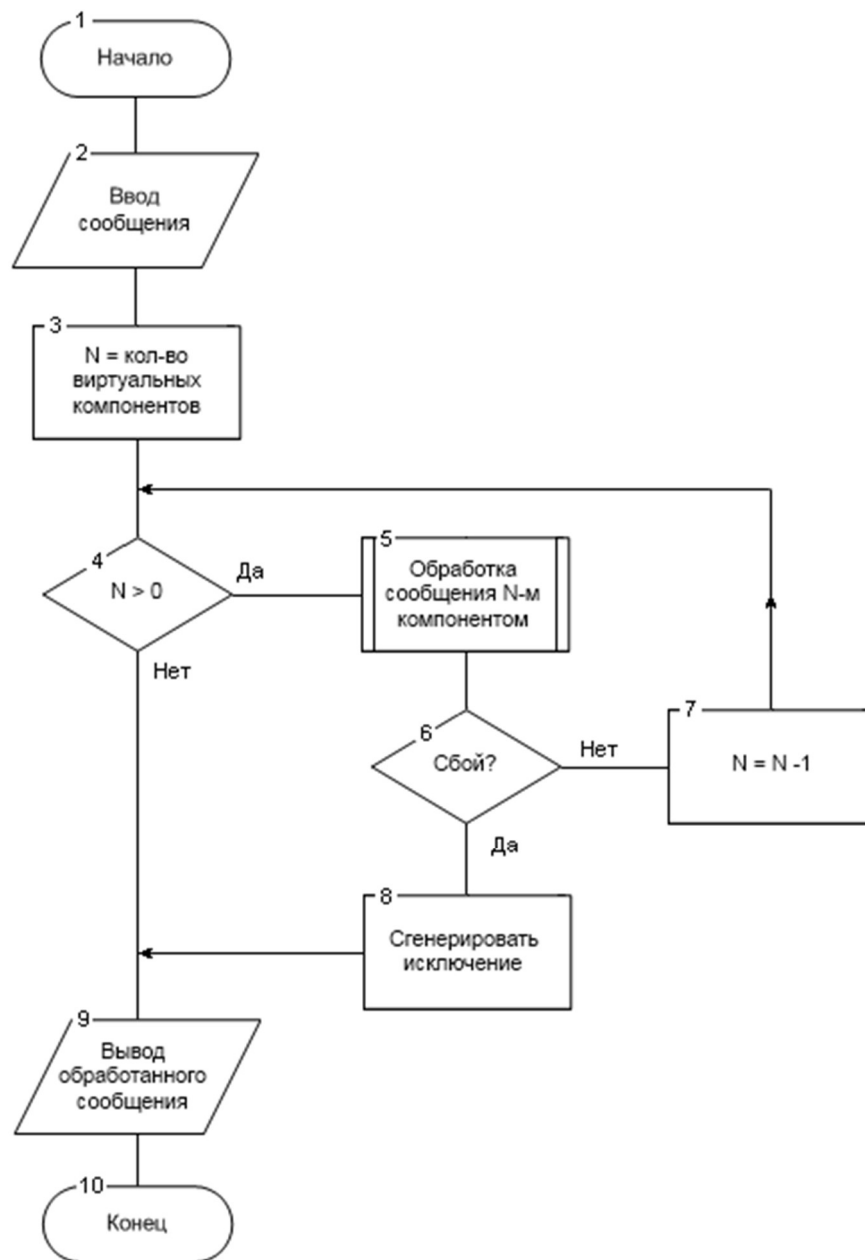 1
Начало
2
Ввод
сообщения
3
N = кол-во
виртуальных
компонентов
4
N > 0
Да
Нет
5
Обработка
сообщения N-м
компонентом
6
Сбой?
Нет
Да
7
N = N -1
8
Сгенерировать
исключение
9
Вывод
обработанного
сообщения
10
Конец